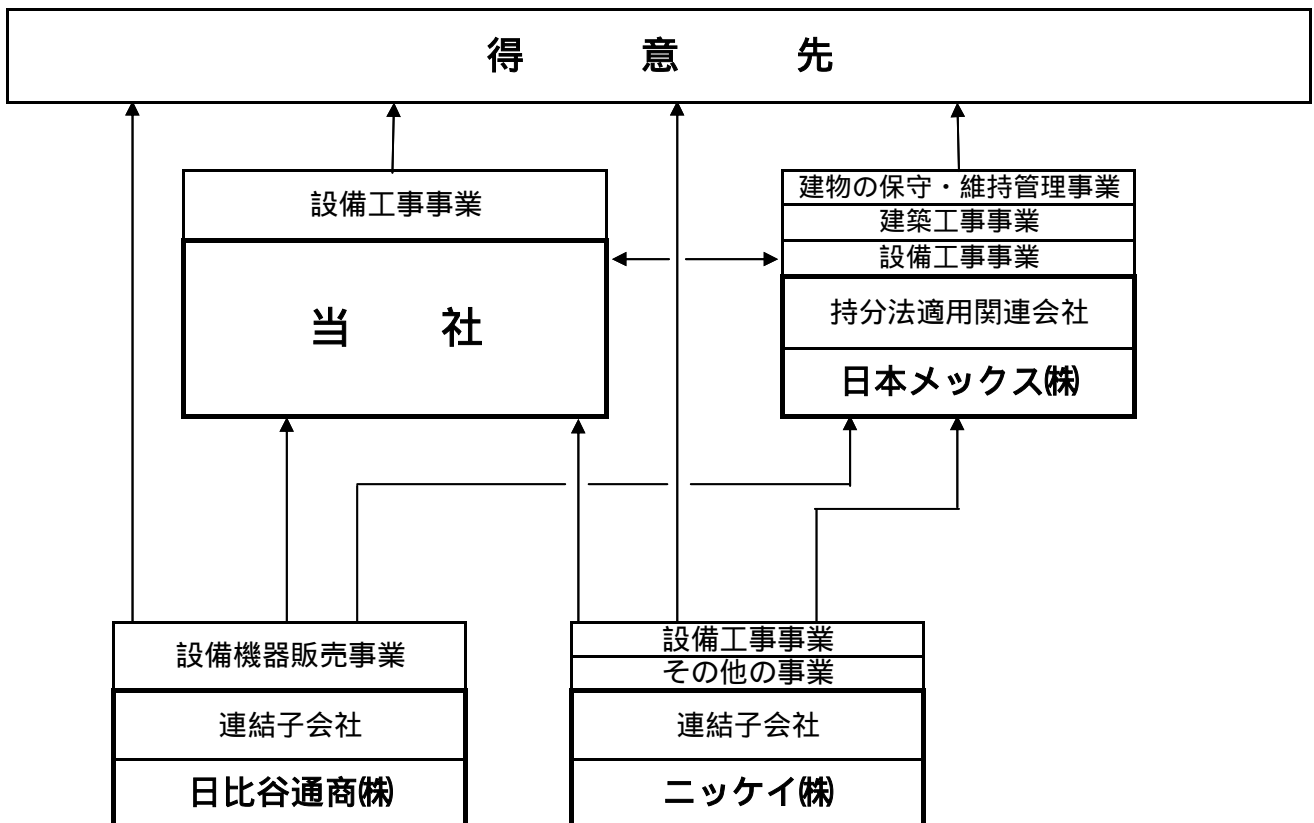 得 意 先
設備工事事業
当 社
建物の保守・維持管理事業
建築工事事業
設備工事事業
持分法適用関連会社
日本メックス㈱
設備機器販売事業
連結子会社
日比谷通商㈱
設備工事事業
その他の事業
連結子会社
ニッケイ㈱